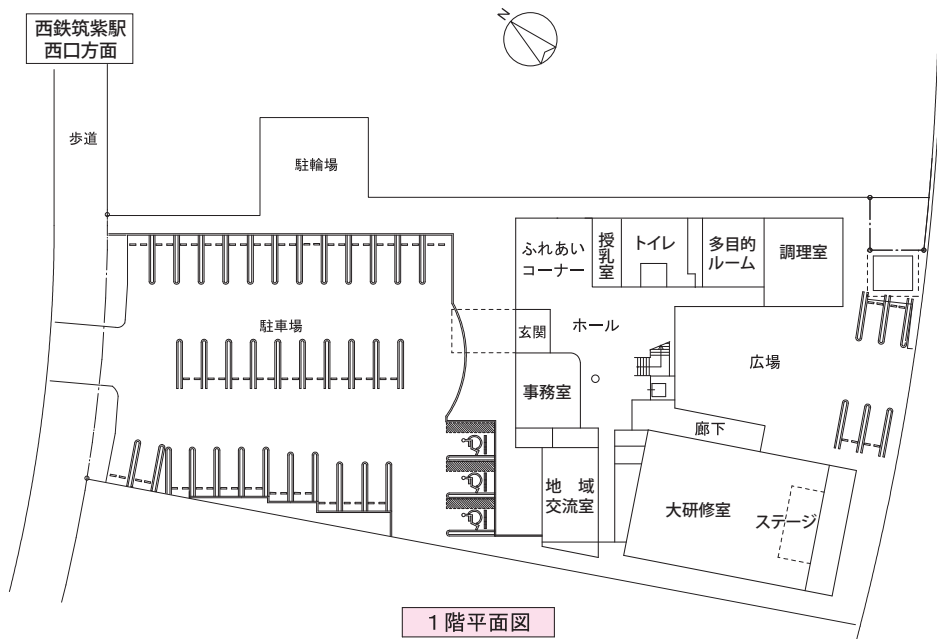 西鉄筑紫駅
西口方面
N
歩道
駐輪場
ふれあい
コーナー
授乳室
トイレ
多目的
ルーム
調理室
駐車場
玄関
ホール
広場
事務室
廊下
地 域
交流室
大研修室
ステージ
1階平面図